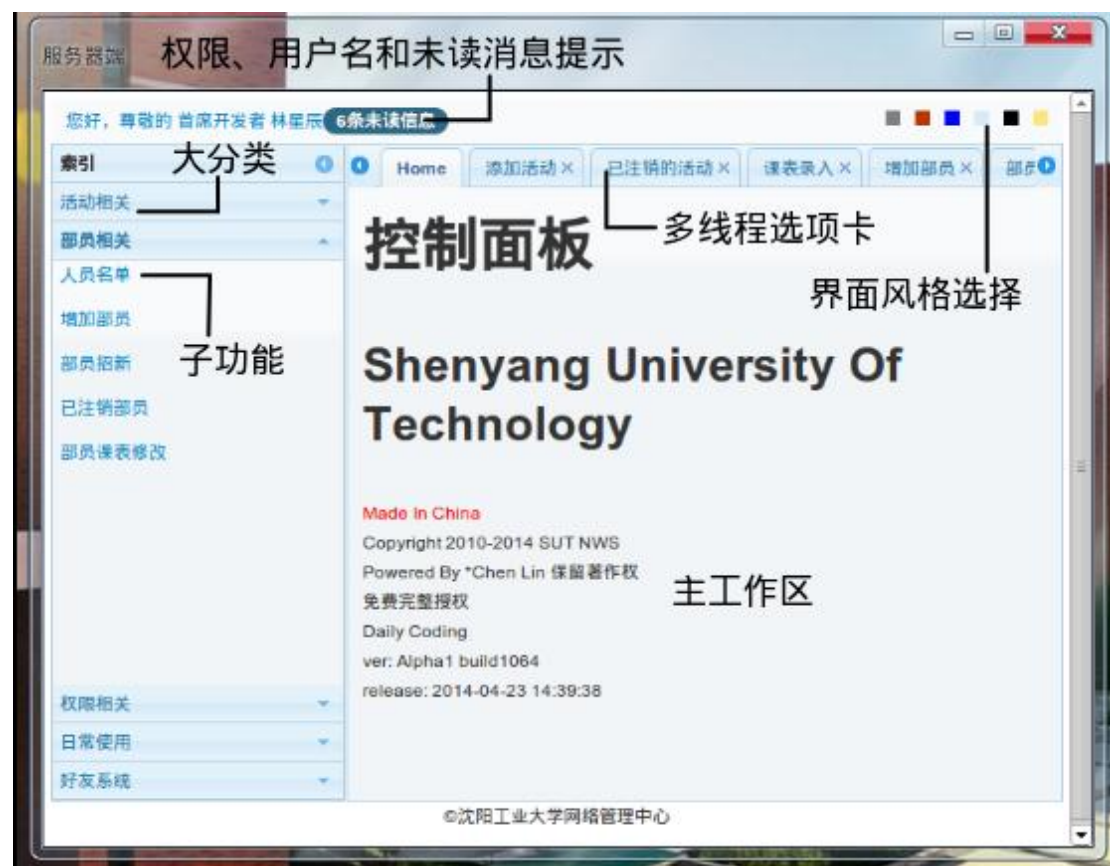 服务器端
权限、用户名和未读消息提示
您好，尊敬的 首席开发者 林星辰 6条未读信息
索引
大分类
Home
添加活动×
已注销的活动×
课表录入×
增加部员×
活动相关
部员相关
控制面板
多线程选项卡
人员名单
界面风格选择
增加部员
部员招新
子功能
Shenyang University Of
Technology
已注销部员
部员课表修改
Made In China
Copyright 2010-2014 SUT NWS
Powered By *Chen Lin 保留著作权
主工作区
免费完整授权
Daily Coding
ver: Alpha1 build1064
release: 2014-04-23 14:39:38
权限相关
日常使用
好友系统
©沈阳工业大学网络管理中心